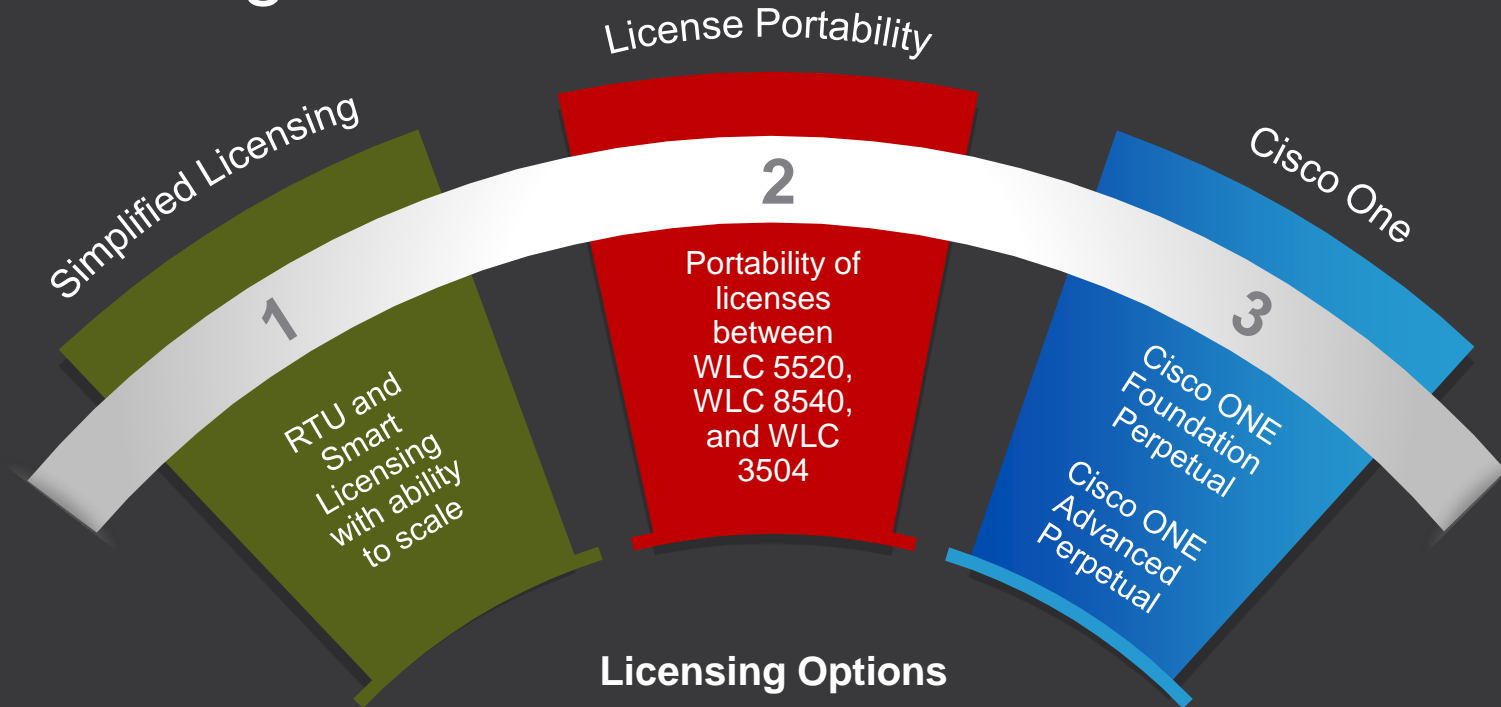 Simplified Licensing
1
RTU and
Smart
Licensing
with ability
to scale
License Portability
2
Portability of
licenses
between
WLC 5520,
WLC 8540,
and WLC
3504
Cisco One
3
Cisco ONE
Foundation
Perpetual
Cisco ONE
Advanced
Perpetual
Licensing Options